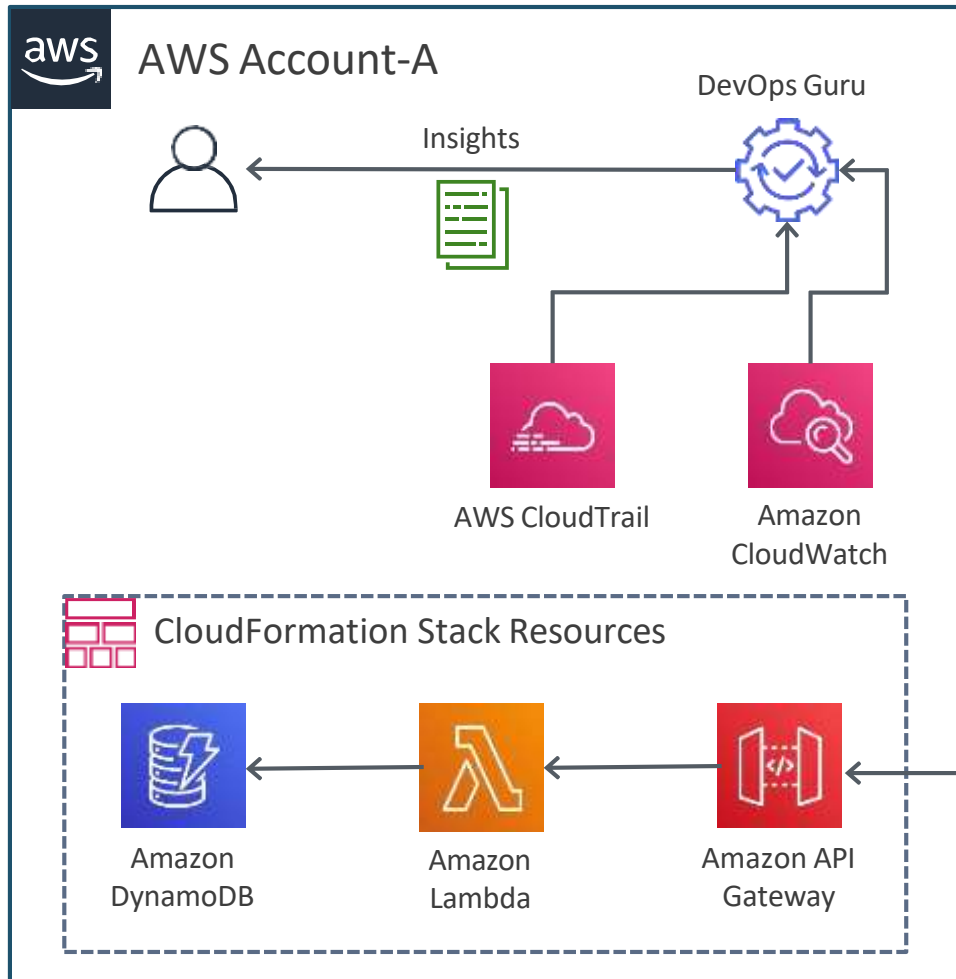 aws
AWS Account-A
DevOps Guru
Insights
AWS CloudTrail
Amazon
CloudWatch
CloudFormation Stack Resources
</>
Amazon
DynamoDB
Amazon
Lambda
Amazon API
Gateway